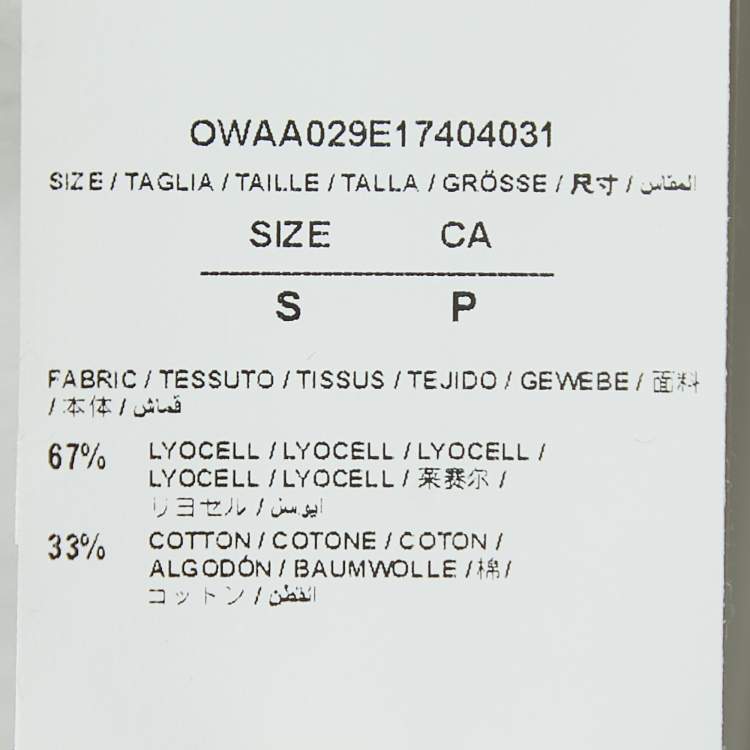 OWAA029E17404031
SIZE / TAGLIA / TAILLE / TALLA / GRÖSSE / 尺寸 / المقاس
SIZE CA
S P
FABRIC / TESSUTO / TISSUS / TEJIDO / GEWEBE / 面料
/ 本体 / قماش
67% LYOCELL / LYOCELL / LYOCELL /
LYOCELL / LYOCELL / 莱赛尔 /
リヨセル / ايوسن
33% COTTON / COTONE / COTON /
ALGODÓN / BAUMWOLLE / 棉 /
コットン / القطن